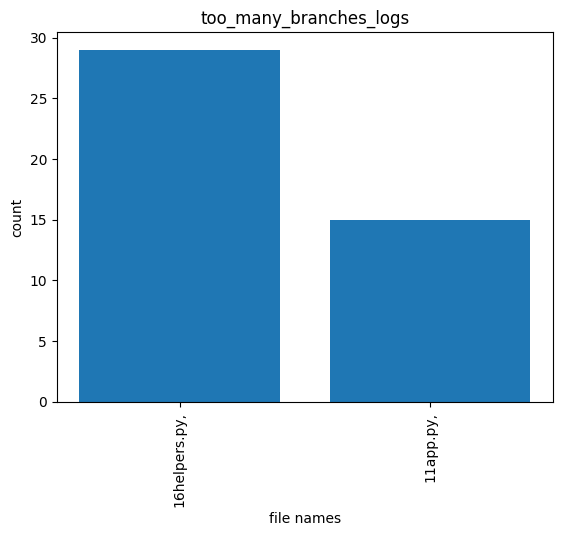 too_many_branches_logs
30
25
20
15
10
5
0
count
16helpers.py,
11app.py,
file names